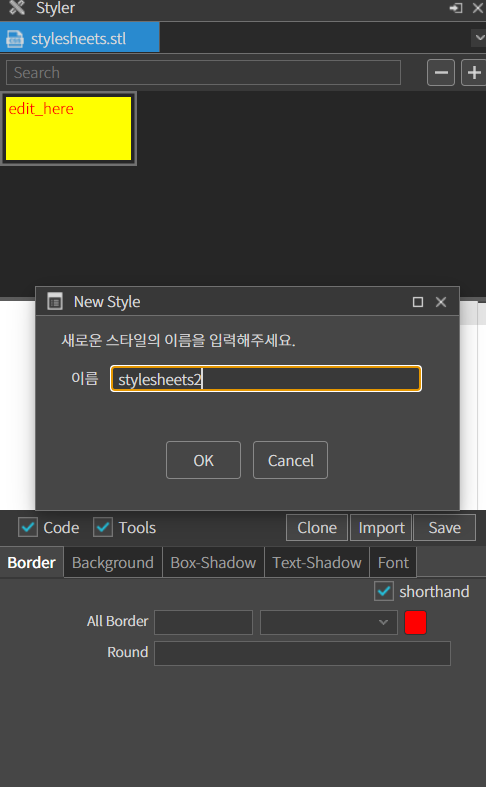 Styler
stylesheets.stl
Search
edit_here
New Style
새로운 스타일의 이름을 입력해주세요.
이름 stylesheets2
OK Cancel
Code Tools Clone Import Save
Border Background Box-Shadow Text-Shadow Font
shorthand
All Border
Round